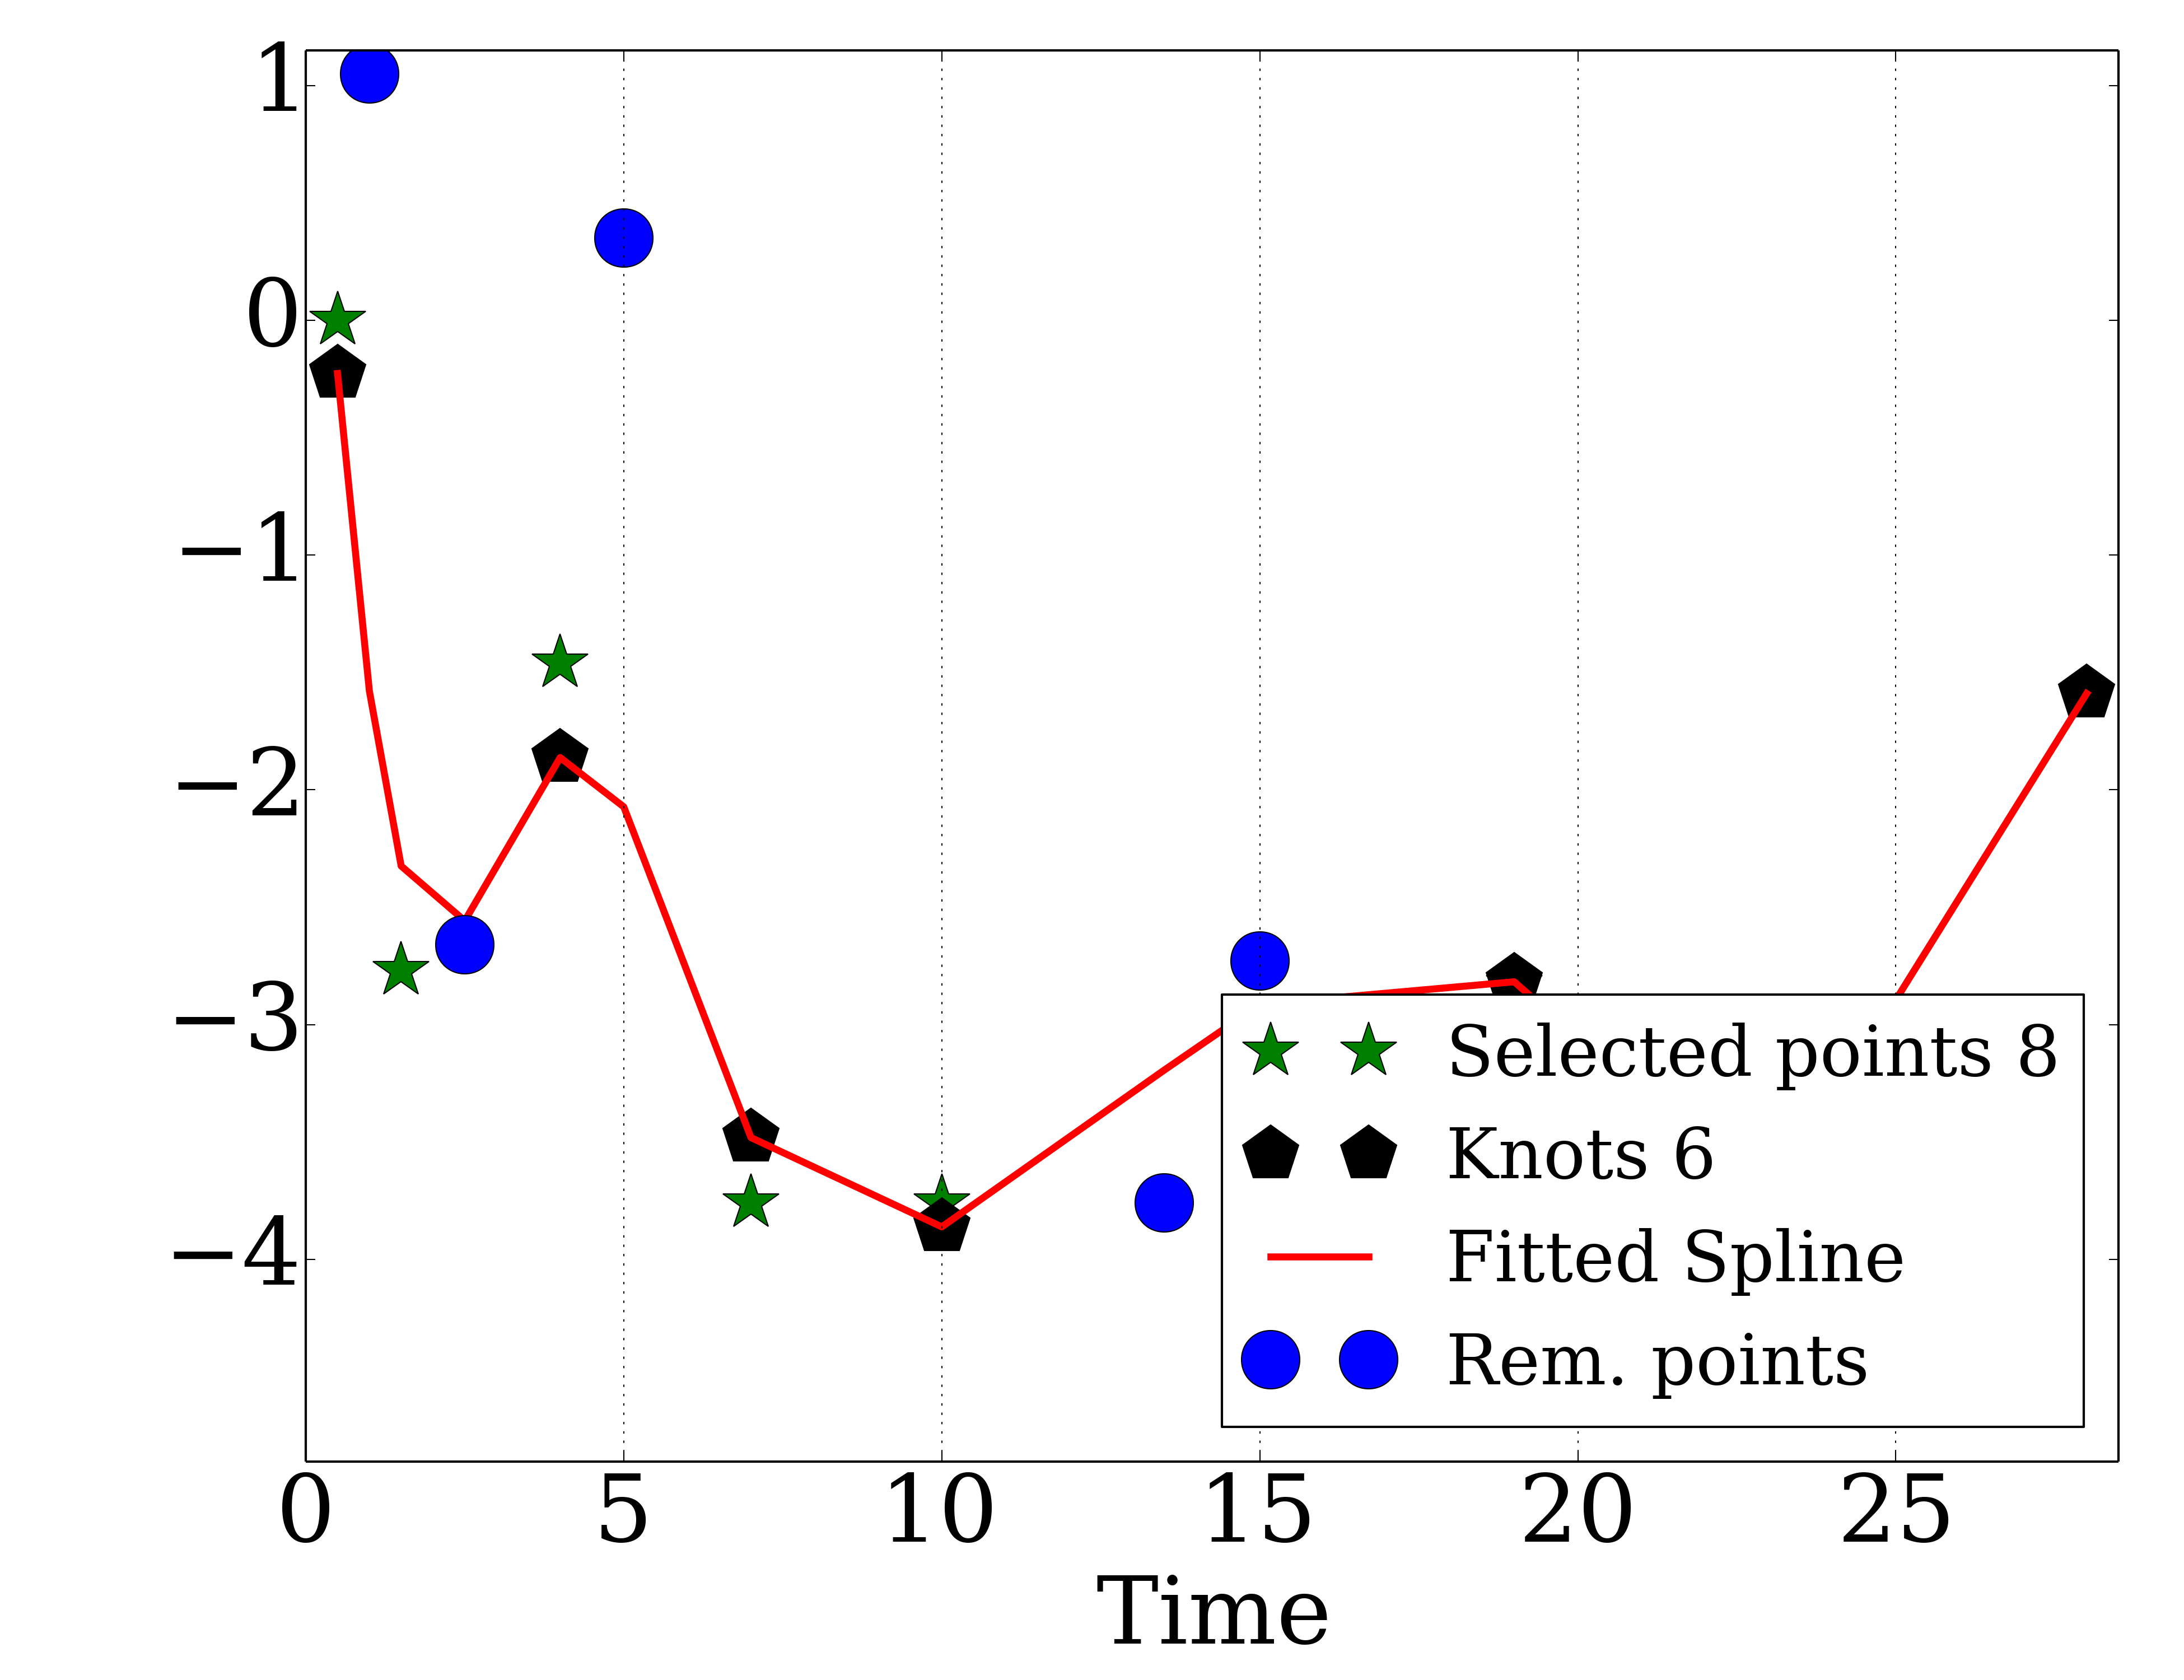 1
0
−1
−2
−3
−4
Selected points 8
Knots 6
Fitted Spline
Rem. points
0 5 10 15 20 25
Time